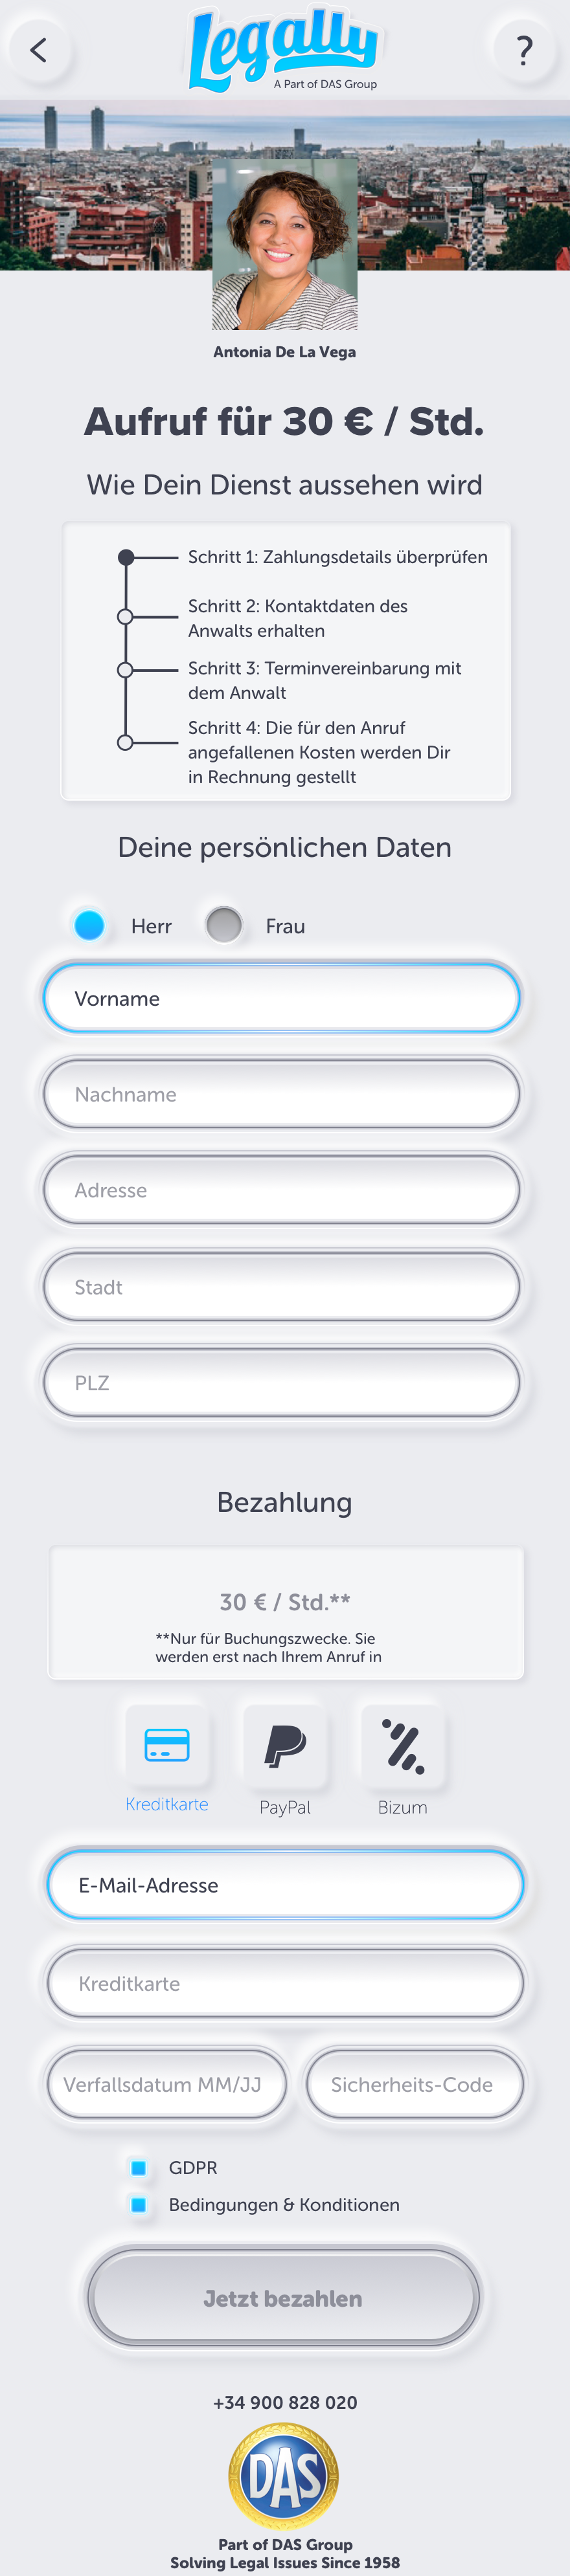 Legally
A Part of DAS Group
?
Antonia De La Vega
Aufruf für 30 € / Std.
Wie Dein Dienst aussehen wird
Schritt 1: Zahlungsdetails überprüfen
Schritt 2: Kontaktdaten des
Anwalts erhalten
Schritt 3: Terminvereinbarung mit
dem Anwalt
Schritt 4: Die für den Anruf
angefallenen Kosten werden Dir
in Rechnung gestellt
Deine persönlichen Daten
Herr Frau
Vorname
Nachname
Adresse
Stadt
PLZ
Bezahlung
30 € / Std.**
**Nur für Buchungszwecke. Sie
werden erst nach Ihrem Anruf in
Kreditkarte PayPal Bizum
E-Mail-Adresse
Kreditkarte
Verfallsdatum MM/JJ Sicherheits-Code
GDPR
Bedingungen & Konditionen
Jetzt bezahlen
+34 900 828 020
DAS
Part of DAS Group
Solving Legal Issues Since 1958